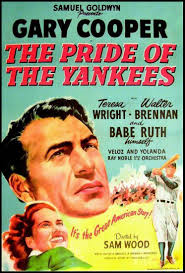 SAMUEL GOLDWYN
Presents
GARY COOPER
THE PRIDE OF
THE YANKEES
Teresa Walter
WRIGHT · BRENNAN
AND
BABE RUTH
himself
VELOZ AND YOLANDA
RAY NOBLE and his ORCHESTRA
It's the Great American Story!
Directed by
SAM WOOD